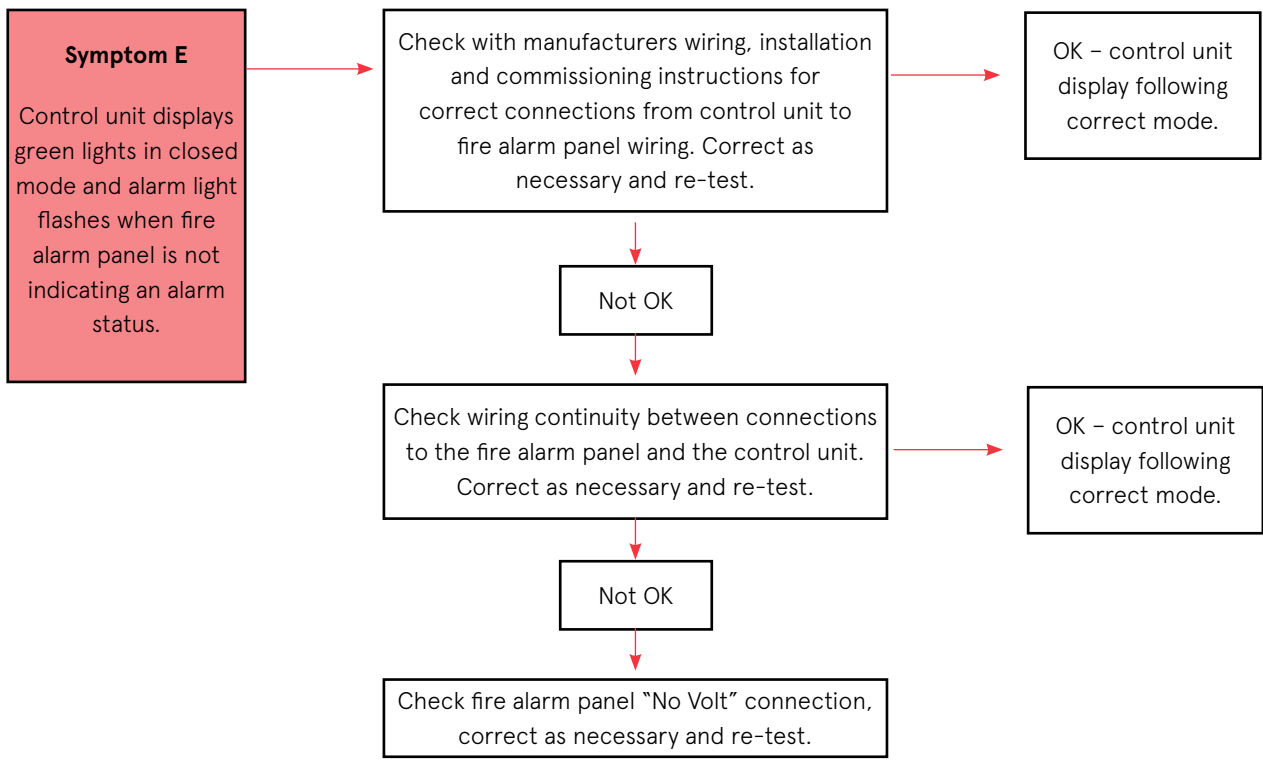 Symptom E
Control unit displays
green lights in closed
mode and alarm light
flashes when fire
alarm panel is not
indicating an alarm
status.
Check with manufacturers wiring, installation
and commissioning instructions for
correct connections from control unit to
fire alarm panel wiring. Correct as
necessary and re-test.
OK – control unit
display following
correct mode.
Not OK
Check wiring continuity between connections
to the fire alarm panel and the control unit.
Correct as necessary and re-test.
OK – control unit
display following
correct mode.
Not OK
Check fire alarm panel “No Volt” connection,
correct as necessary and re-test.